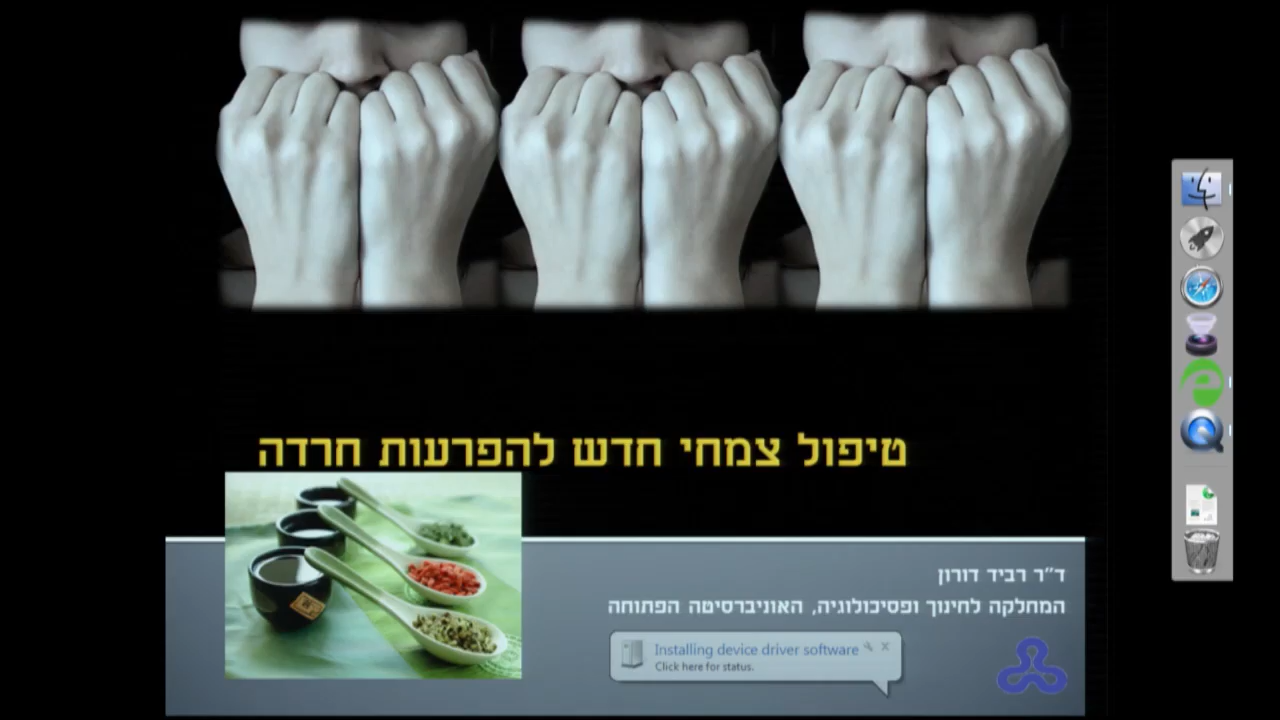 טיפול צמחי חדש להפרעות חרדה
ד״ר רביד דורון
המחלקה לחינוך ופסיכולוגיה, האוניברסיטה הפתוחה
Installing device driver software
Click here for status.